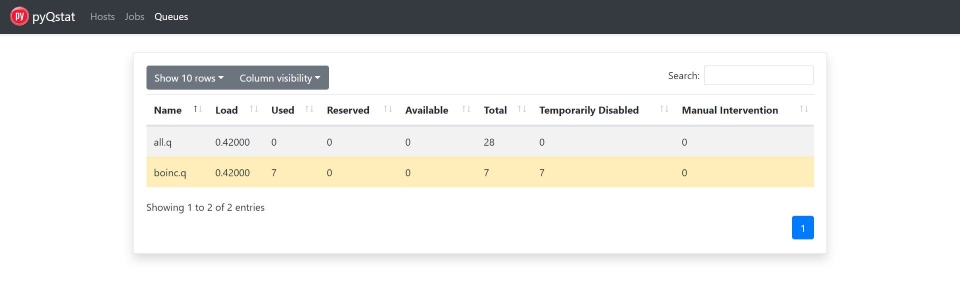 py pyQstat Hosts Jobs Queues
Show 10 rows Column visibility Search:
Name Load Used Reserved Available Total Temporarily Disabled Manual Intervention
all.q 0.42000 0 0 0 28 0 0
boinc.q 0.42000 7 0 0 7 7 0
Showing 1 to 2 of 2 entries
1